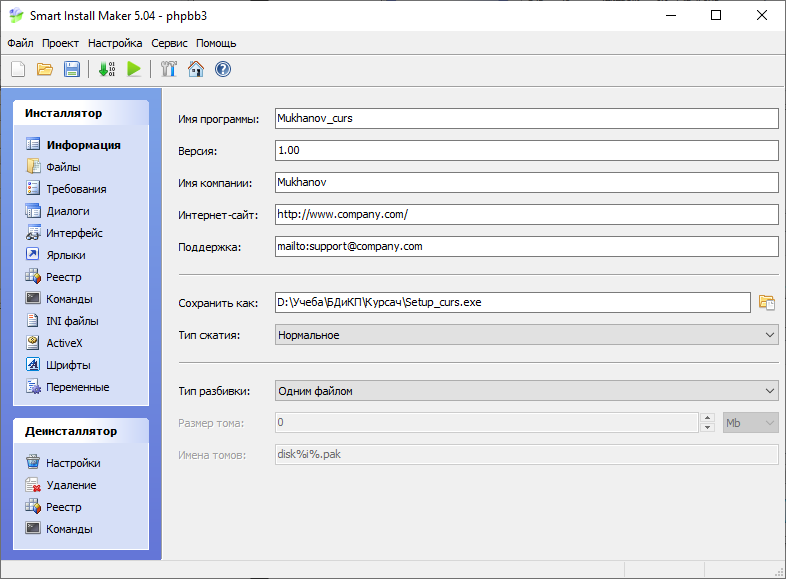 Smart Install Maker 5.04 - phpbb3
Файл Проект Настройка Сервис Помощь
Инсталлятор
Информация
Файлы
Требования
Диалоги
Интерфейс
Ярлыки
Реестр
Команды
INI файлы
ActiveX
Шрифты
Переменные
Деинсталлятор
Настройки
Удаление
Реестр
Команды
Имя программы: Mukhanov_curs
Версия: 1.00
Имя компании: Mukhanov
Интернет-сайт: http://www.company.com/
Поддержка: mailto:support@company.com
Сохранить как: D:\Учеба\БДиКП\Курсач\Setup_curs.exe
Тип сжатия: Нормальное
Тип разбивки: Одним файлом
Размер тома: 0 Mb
Имена томов: disk%i%.pak